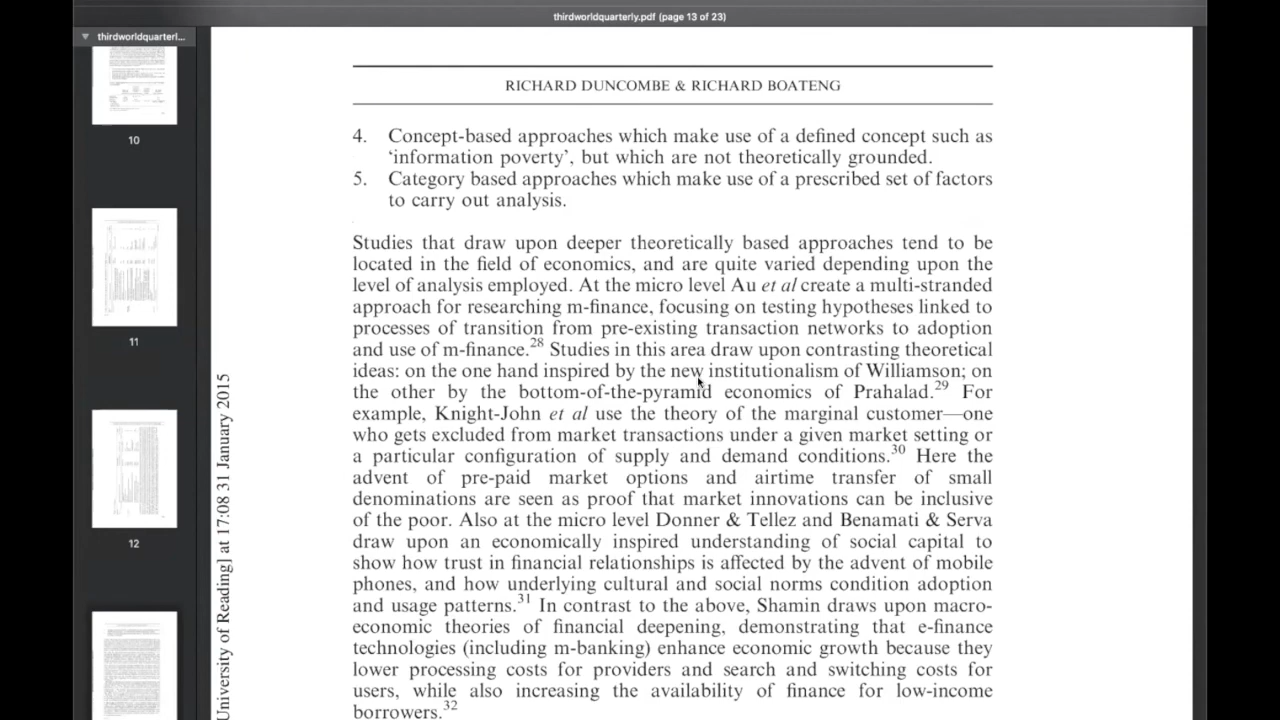 thirdworldquarterly.pdf (page 13 of 23)
thirdworldquarterl...
10
11
12
University of Reading] at 17:08 31 January 2015
RICHARD DUNCOMBE & RICHARD BOATENG
4. Concept-based approaches which make use of a defined concept such as
‘information poverty’, but which are not theoretically grounded.
5. Category based approaches which make use of a prescribed set of factors
to carry out analysis.
Studies that draw upon deeper theoretically based approaches tend to be
located in the field of economics, and are quite varied depending upon the
level of analysis employed. At the micro level Au et al create a multi-stranded
approach for researching m-finance, focusing on testing hypotheses linked to
processes of transition from pre-existing transaction networks to adoption
and use of m-finance.28 Studies in this area draw upon contrasting theoretical
ideas: on the one hand inspired by the new institutionalism of Williamson; on
the other by the bottom-of-the-pyramid economics of Prahalad.29 For
example, Knight-John et al use the theory of the marginal customer—one
who gets excluded from market transactions under a given market setting or
a particular configuration of supply and demand conditions.30 Here the
advent of pre-paid market options and airtime transfer of small
denominations are seen as proof that market innovations can be inclusive
of the poor. Also at the micro level Donner & Tellez and Benamati & Serva
draw upon an economically inspired understanding of social capital to
show how trust in financial relationships is affected by the advent of mobile
phones, and how underlying cultural and social norms condition adoption
and usage patterns.31 In contrast to the above, Shamin draws upon macro-
economic theories of financial deepening, demonstrating that e-finance
technologies (including m-banking) enhance economic growth because they
lower the cost for providers and lower the borrowing cost for
users, while also increasing the availability of finance for low-income
borrowers.32